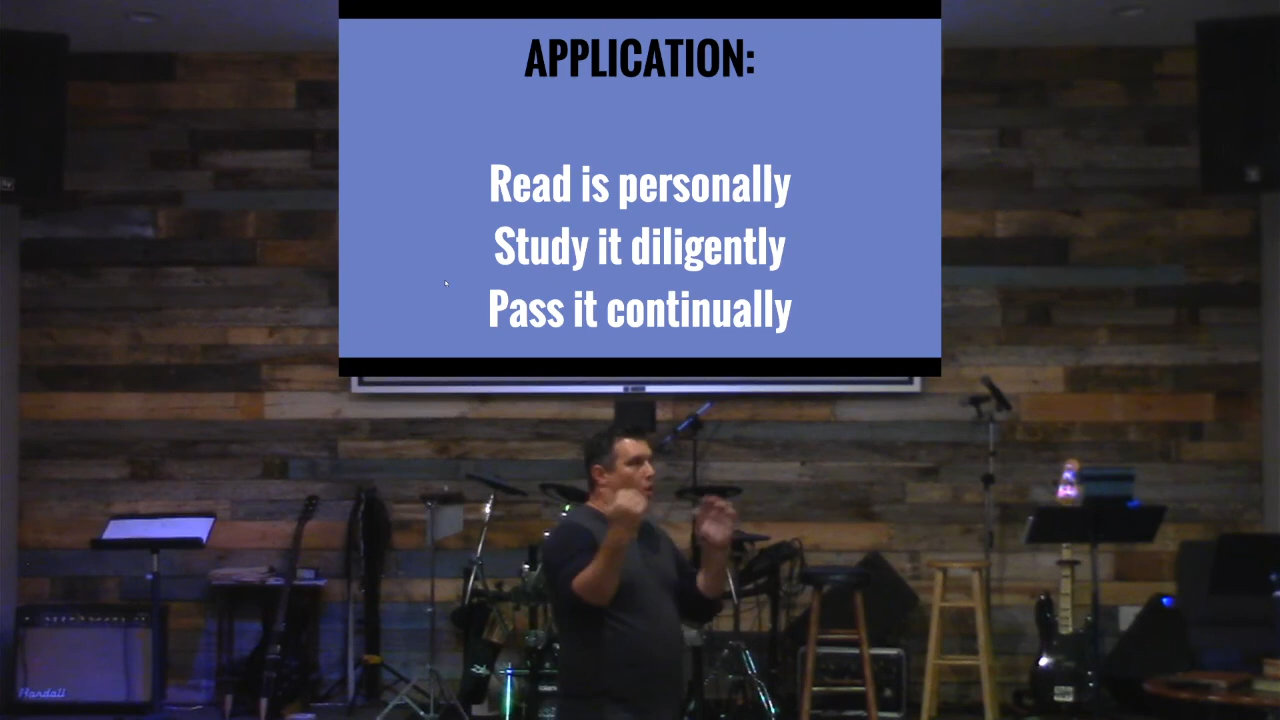 APPLICATION:
Read is personally
Study it diligently
Pass it continually
Randall